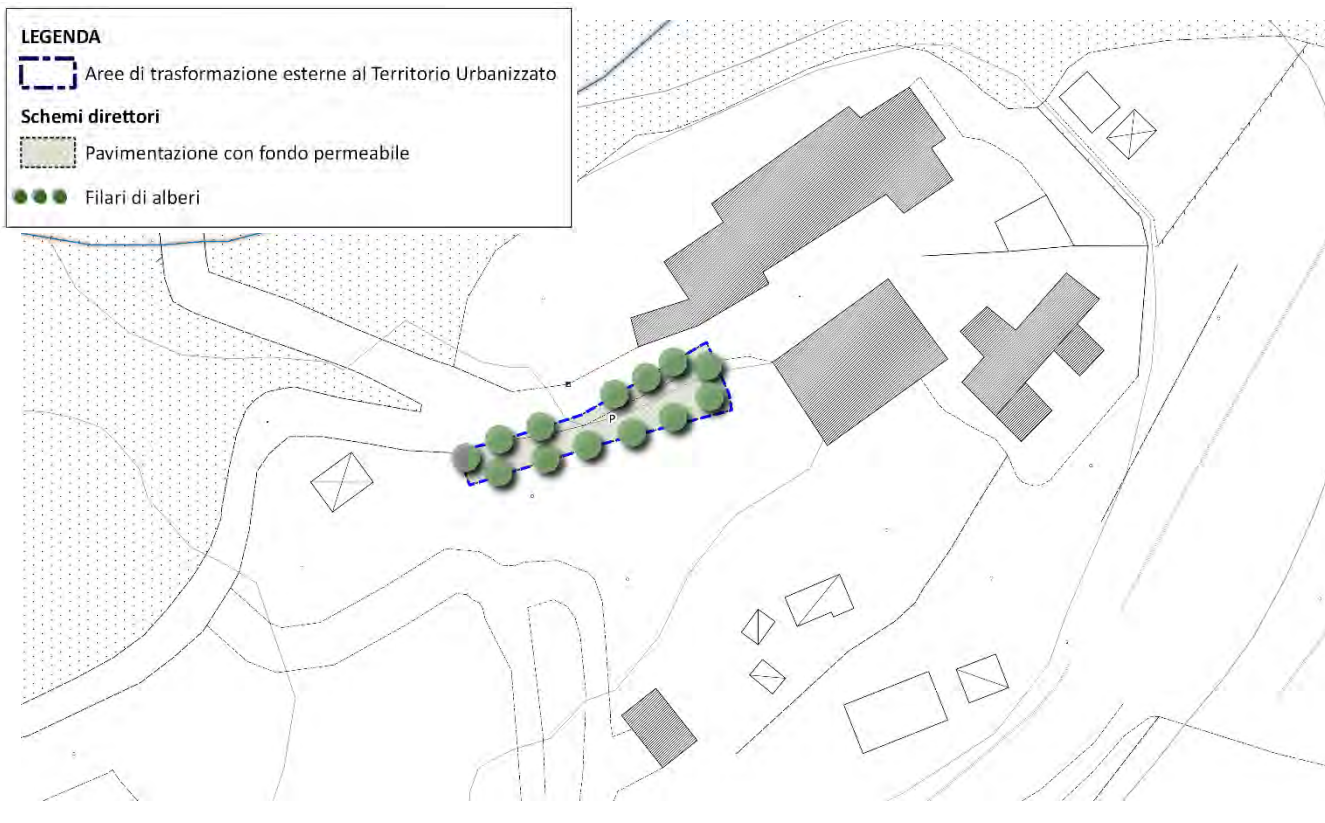 LEGENDA
Aree di trasformazione esterne al Territorio Urbanizzato
Schemi direttori
Pavimentazione con fondo permeabile
Filari di alberi
P